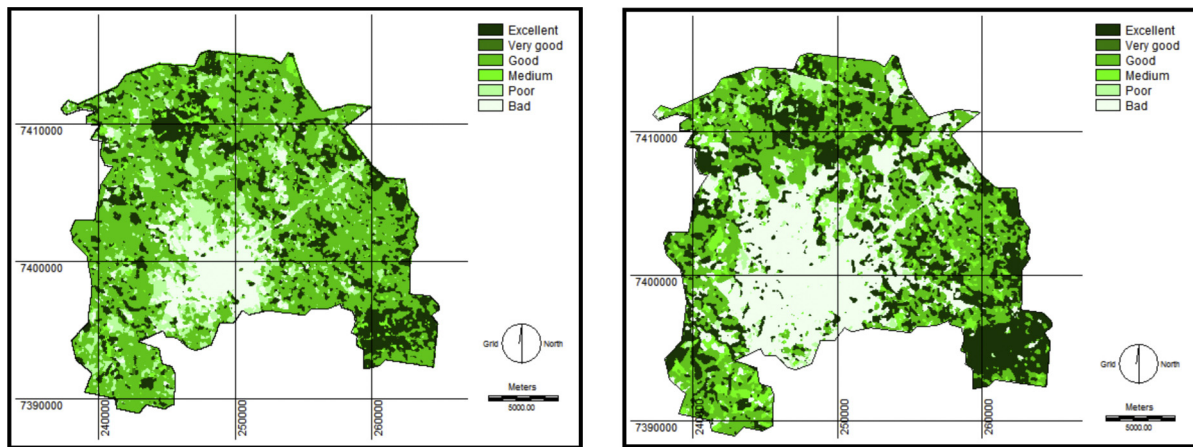 Excellent
Very good
Good
Medium
Poor
Bad
7410000
7400000
7390000
240000
250000
260000
Grid
North
Meters
5000.00
Excellent
Very good
Good
Medium
Poor
Bad
7410000
7400000
7390000
240000
250000
260000
Grid
North
Meters
5000.00